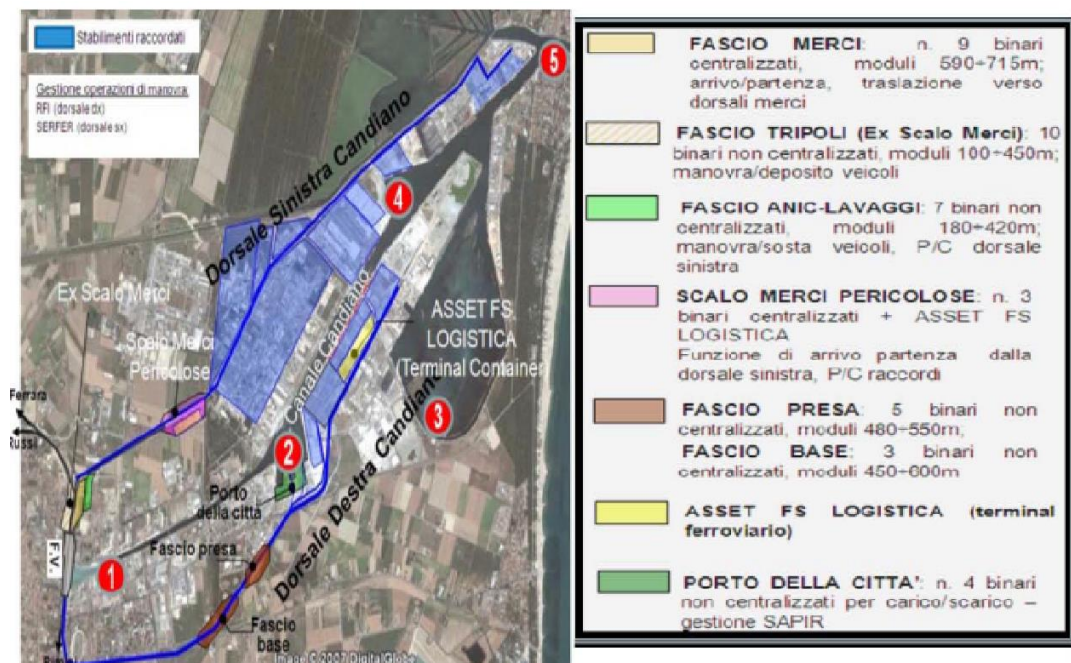 Stabilimenti raccordati
Gestione operazioni di manovra:
RFI (dorsale dx)
SERFER (dorsale sx)
5
Dorsale Sinistra Candiano
4
Ex Scalo Merci
Scalo Merci
Pericolose
Canale Candiano
ASSET FS
LOGISTICA
(Terminal Container
Ferrara
Russi
3
2
Porto
della città
Dorsale Destra Candiano
Fascio presa
F.V.
1
Fascio
base
Image © 2007 DigitalGlobe
FASCIO MERCI: n. 9 binari
centralizzati, moduli 590÷715m;
arrivo/partenza, traslazione verso
dorsali merci
FASCIO TRIPOLI (Ex Scalo Merci): 10
binari non centralizzati, moduli 100÷450m;
manovra/deposito veicoli
FASCIO ANIC-LAVAGGI: 7 binari non
centralizzati, moduli 180÷420m;
manovra/sosta veicoli, P/C dorsale
sinistra
SCALO MERCI PERICOLOSE: n. 3
binari centralizzati + ASSET FS
LOGISTICA
Funzione di arrivo partenza dalla
dorsale sinistra, P/C raccordi
FASCIO PRESA: 5 binari non
centralizzati, moduli 480÷550m;
FASCIO BASE: 3 binari non
centralizzati, moduli 450÷600m
ASSET FS LOGISTICA (terminal
ferroviario)
PORTO DELLA CITTA': n. 4 binari
non centralizzati per carico/scarico –
gestione SAPIR